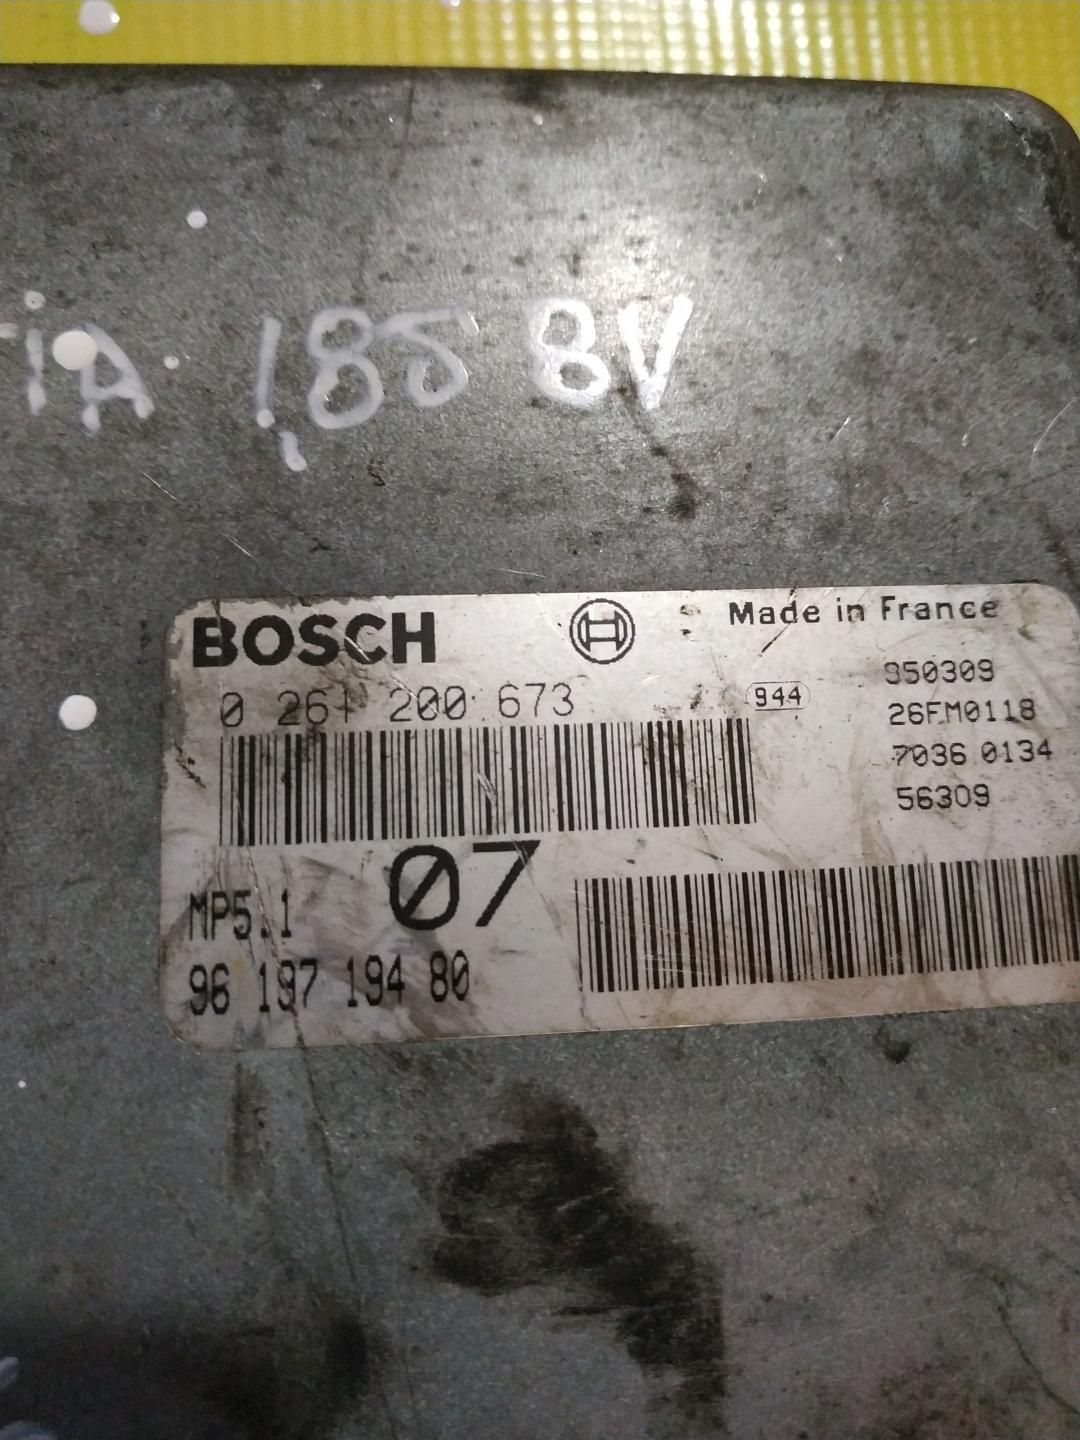 IA 1,8S 8V
BOSCH Made in France
0 261 200 673 944 950309
26FM0118
7036 0134
56309
MP5.1 07
96 197 194 80